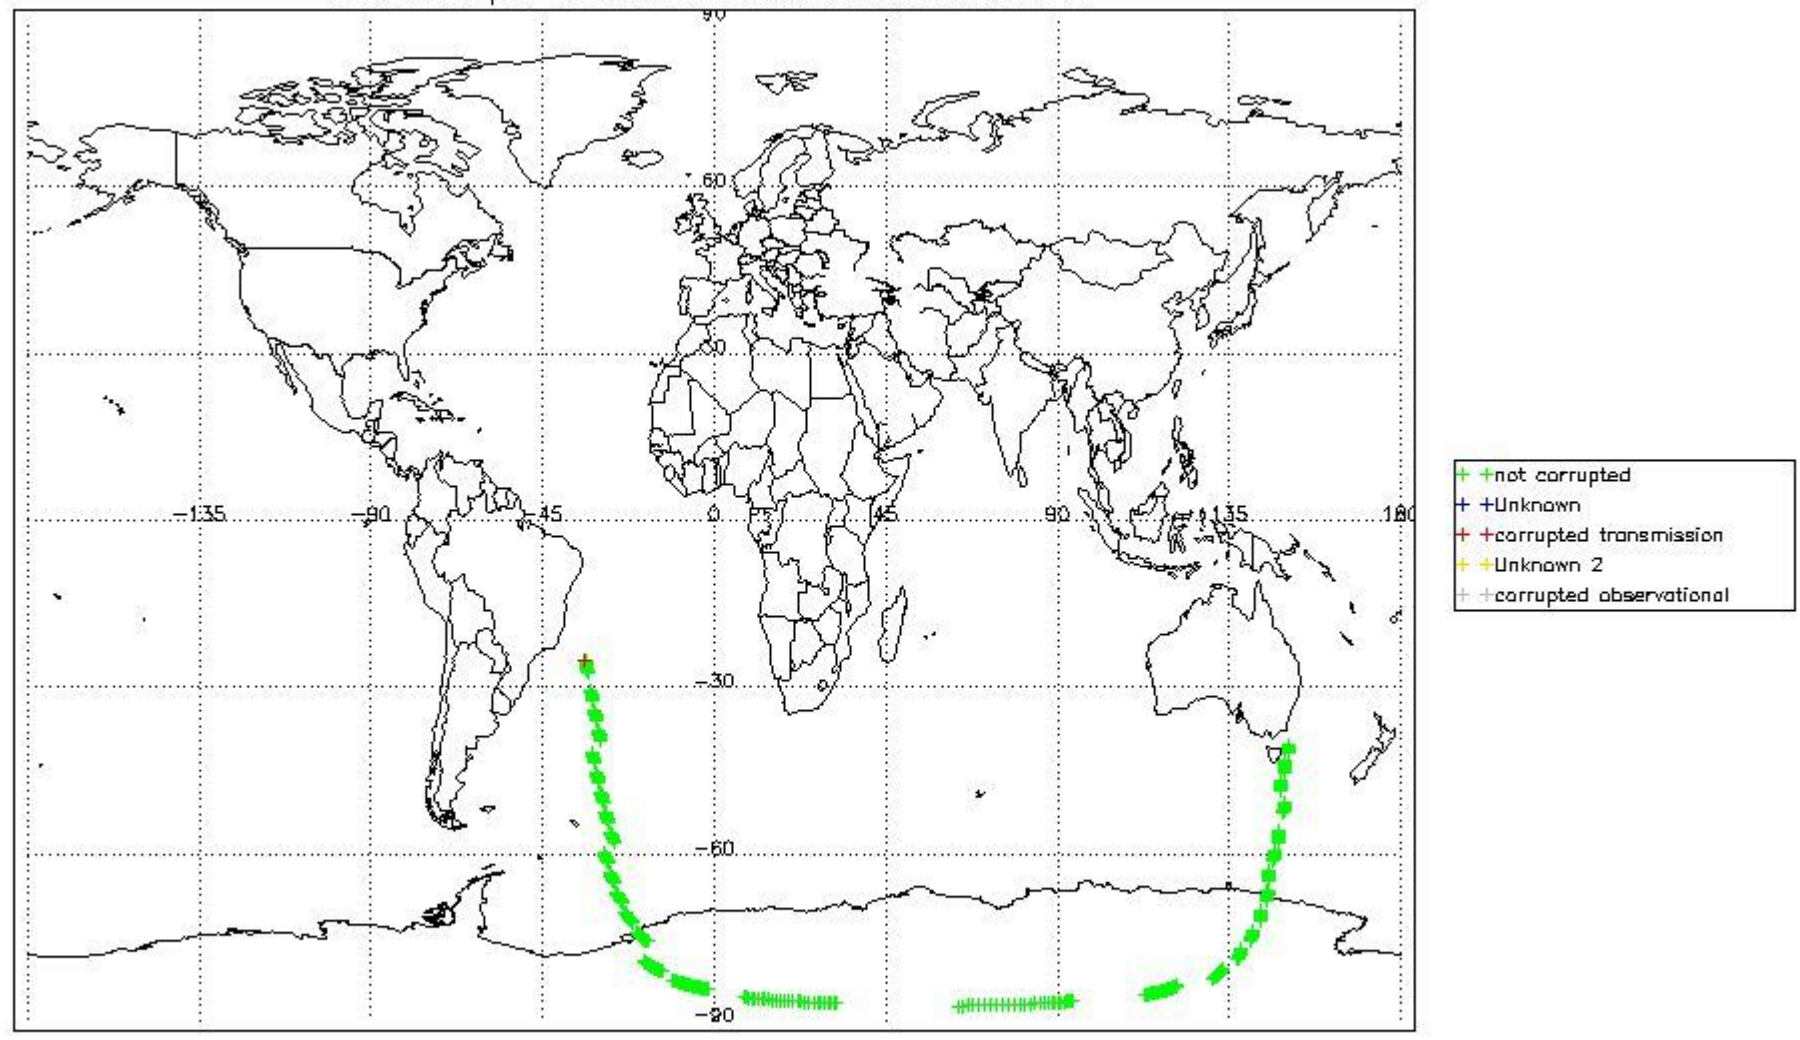 90
60
-135 -90 -45 0 45 90 135 180
-30
-60
-90
not corrupted
Unknown
corrupted transmission
Unknown 2
corrupted observational